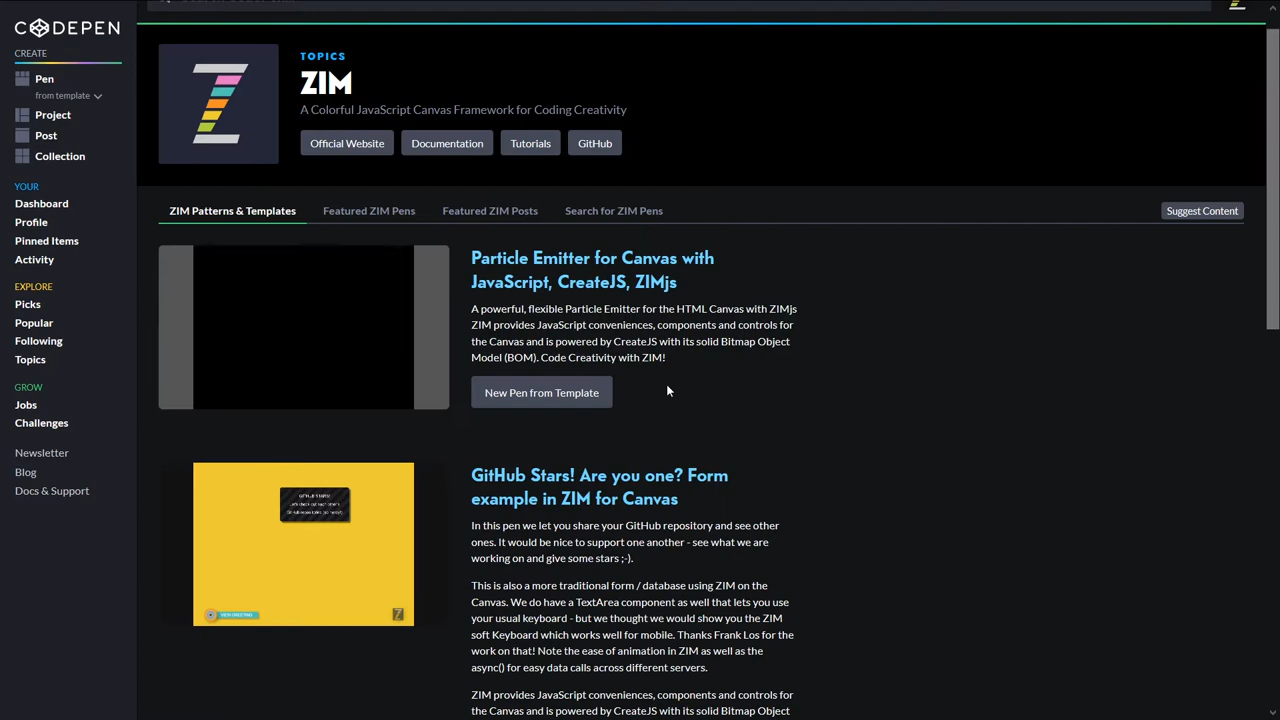 CODEPEN
CREATE
Pen
from template
Project
Post
Collection
YOUR
Dashboard
Profile
Pinned Items
Activity
EXPLORE
Picks
Popular
Following
Topics
GROW
Jobs
Challenges
Newsletter
Blog
Docs & Support
TOPICS
ZIM
A Colorful JavaScript Canvas Framework for Coding Creativity
Official Website
Documentation
Tutorials
GitHub
ZIM Patterns & Templates
Featured ZIM Pens
Featured ZIM Posts
Search for ZIM Pens
Suggest Content
Particle Emitter for Canvas with
JavaScript, CreateJS, ZIMjs
A powerful, flexible Particle Emitter for the HTML Canvas with ZIMjs
ZIM provides JavaScript conveniences, components and controls for
the Canvas and is powered by CreateJS with its solid Bitmap Object
Model (BOM). Code Creativity with ZIM!
New Pen from Template
GitHub Stars! Are you one? Form
example in ZIM for Canvas
In this pen we let you share your GitHub repository and see other
ones. It would be nice to support one another - see what we are
working on and give some stars ;-).
This is also a more traditional form / database using ZIM on the
Canvas. We do have a TextArea component as well that lets you use
your usual keyboard - but we thought we would show you the ZIM
soft Keyboard which works well for mobile. Thanks Frank Los for the
work on that! Note the ease of animation in ZIM as well as the
async() for easy data calls across different servers.
ZIM provides JavaScript conveniences, components and controls for
the Canvas and is powered by CreateJS with its solid Bitmap Object